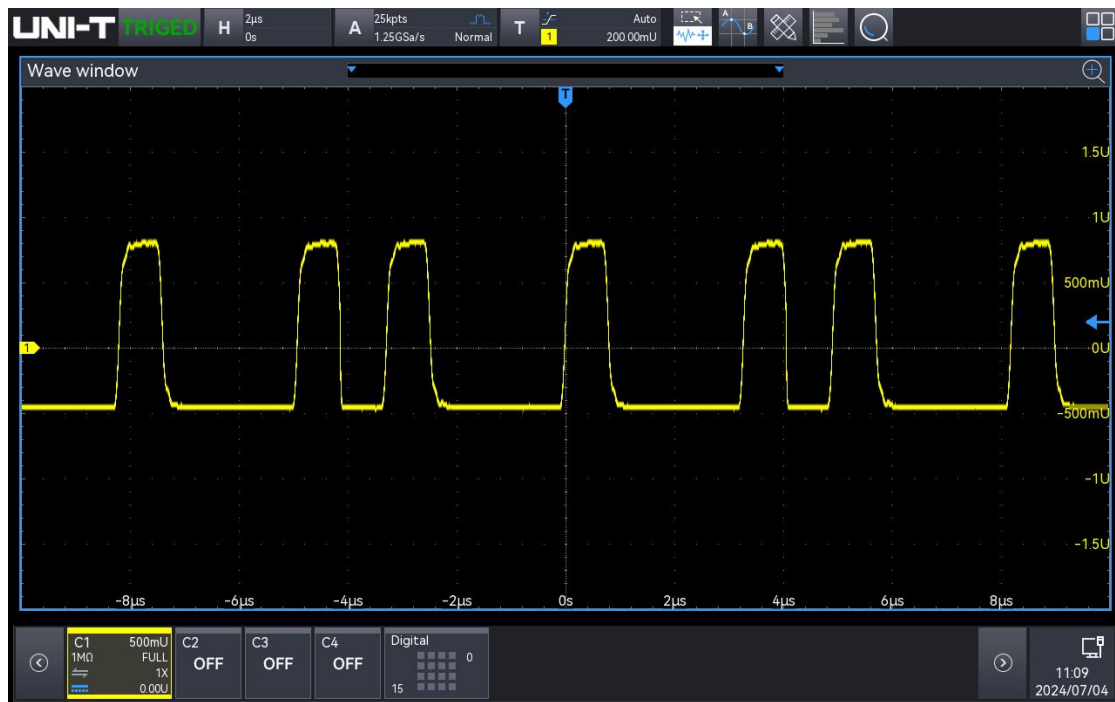 UNI-T TRIGED H 2µs 0s A 25kpts 1.25GSa/s Normal T 1 Auto 200.00mU A B
Wave window
T
1.5U
1U
500mU
1 0U
-500mU
-1U
-1.5U
-8µs -6µs -4µs -2µs 0s 2µs 4µs 6µs 8µs
C1 500mU C2 C3 C4 Digital
1MΩ FULL OFF OFF OFF 0
1X
0.00U 15
11:09
2024/07/04